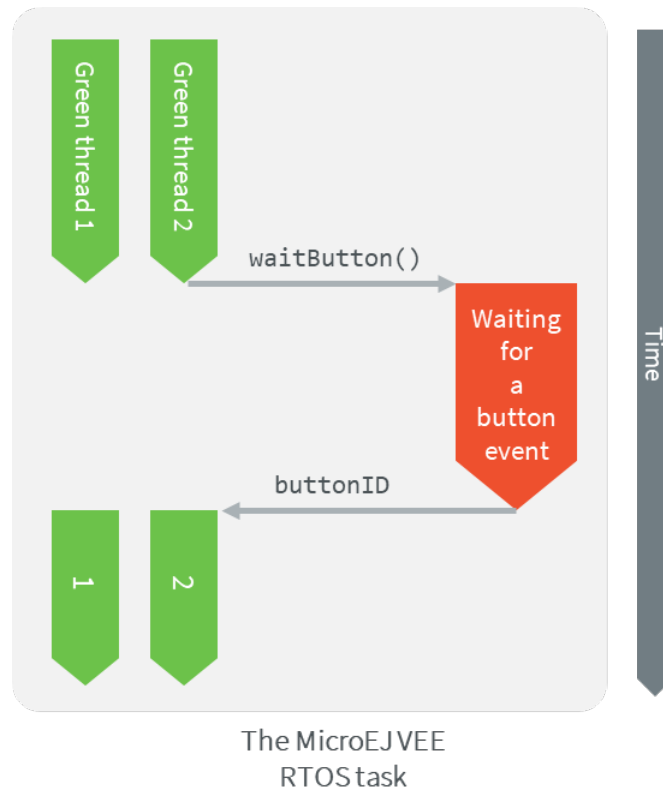 Green thread 1
Green thread 2
waitButton()
Waiting
for
a
button
event
Time
buttonID
1
2
The MicroEJ VEE
RTOS task